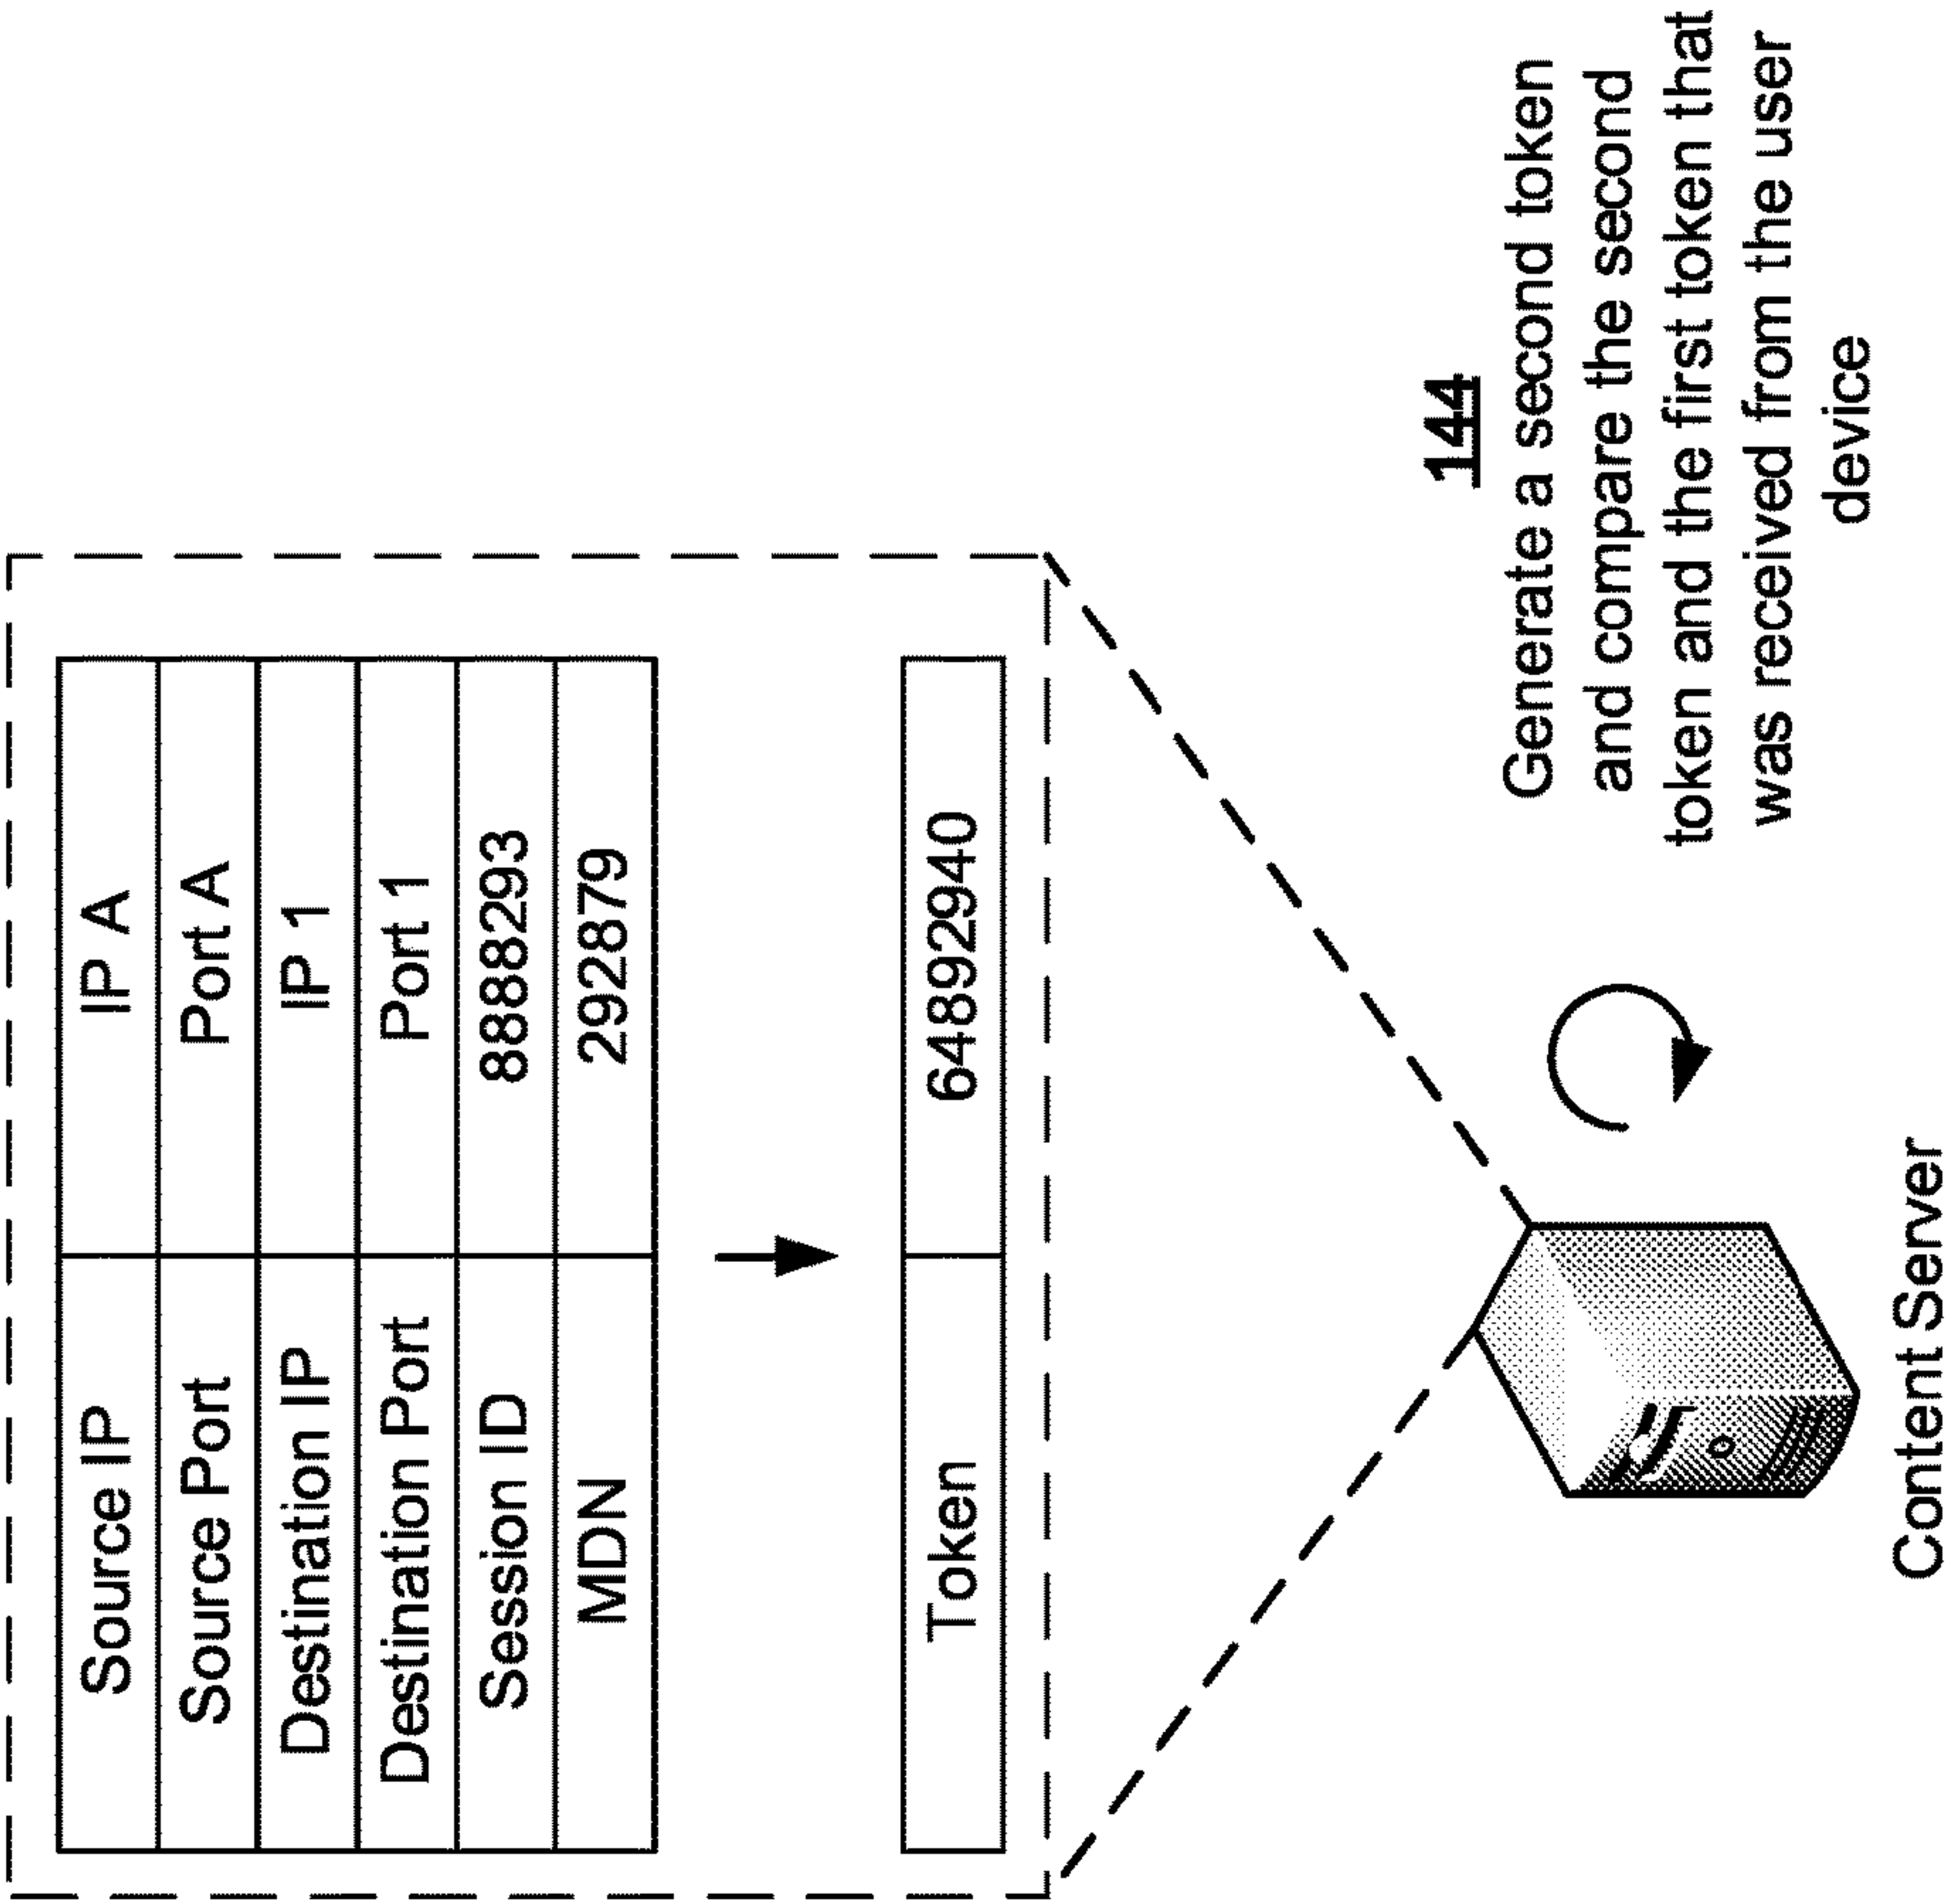 Source IP IP A
Source Port Port A
Destination IP IP 1
Destination Port Port 1
Session ID 8888293
MDN 292879
Token 64892940
144
Generate a second token
and compare the second
token and the first token that
was received from the user
device
Content Server